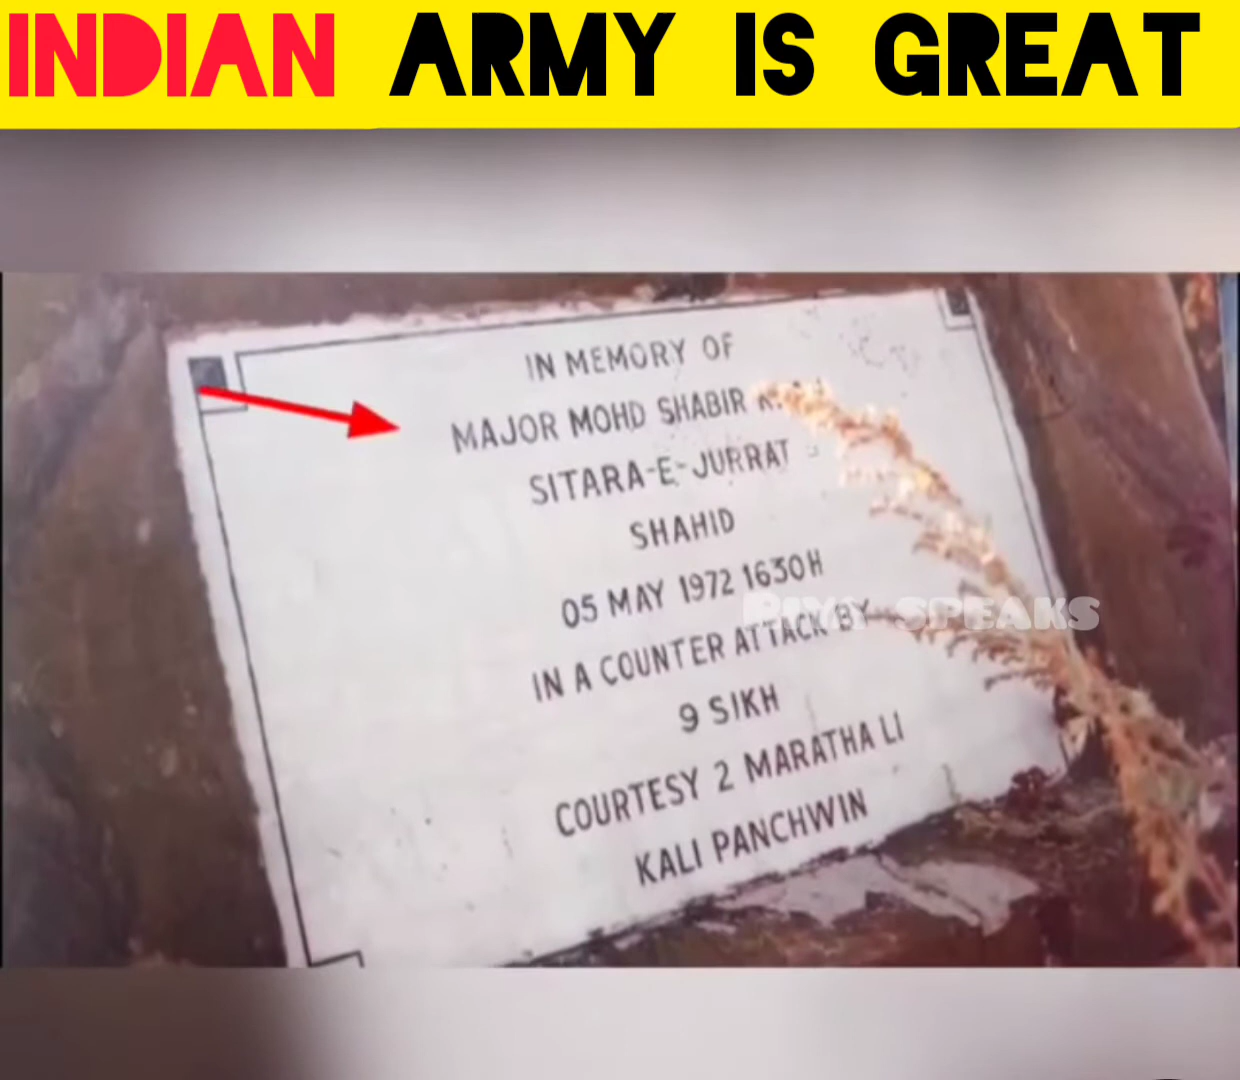 INDIAN ARMY IS GREAT
IN MEMORY OF
MAJOR MOHD SHABIR
SITARA-E-JURRAT
SHAHID
05 MAY 1972 1630H
IN A COUNTER ATTACK BY
9 SIKH
COURTESY 2 MARATHA LI
KALI PANCHWIN
SPEAKS